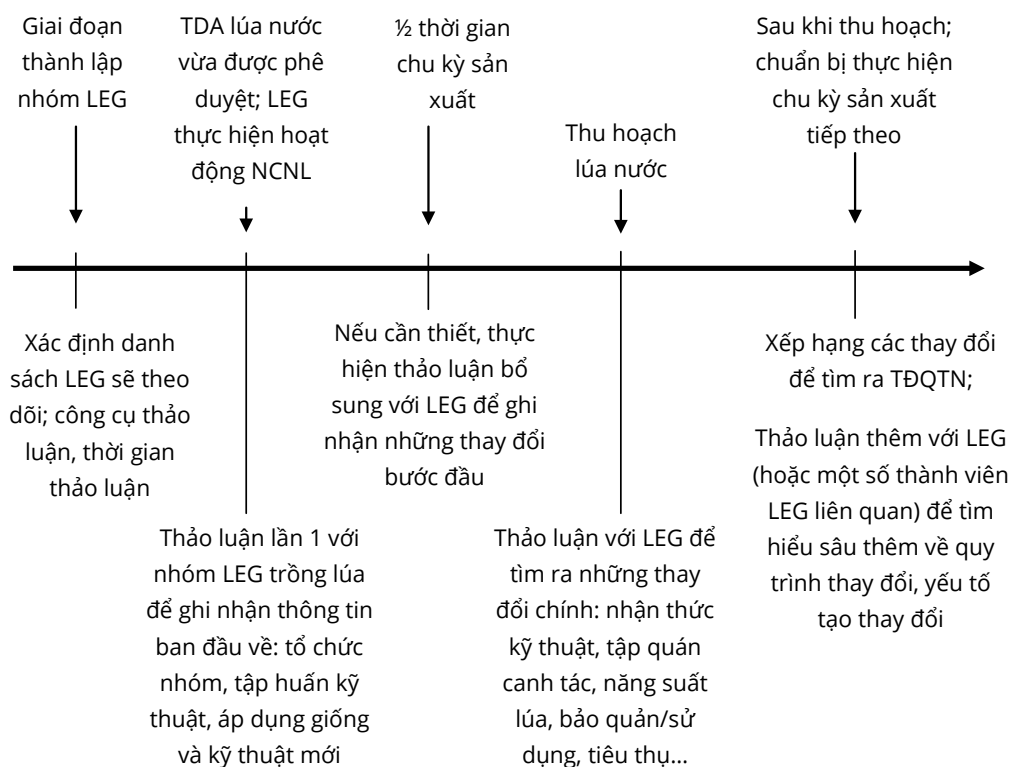 Giai đoạn
thành lập
nhóm LEG
TDA lúa nước
vừa được phê
duyệt; LEG
thực hiện hoạt
động NCNL
½ thời gian
chu kỳ sản
xuất
Thu hoạch
lúa nước
Sau khi thu hoạch;
chuẩn bị thực hiện
chu kỳ sản xuất
tiếp theo
Xác định danh
sách LEG sẽ theo
dõi; công cụ thảo
luận, thời gian
thảo luận
Thảo luận lần 1 với
nhóm LEG trồng lúa
để ghi nhận thông tin
ban đầu về: tổ chức
nhóm, tập huấn kỹ
thuật, áp dụng giống
và kỹ thuật mới
Nếu cần thiết, thực
hiện thảo luận bổ
sung với LEG để ghi
nhận những thay đổi
bước đầu
Thảo luận với LEG để
tìm ra những thay
đổi chính: nhận thức
kỹ thuật, tập quán
canh tác, năng suất
lúa, bảo quản/sử
dụng, tiêu thụ...
Xếp hạng các thay đổi
để tìm ra TĐQTN;
Thảo luận thêm với LEG
(hoặc một số thành viên
LEG liên quan) để tìm
hiểu sâu thêm về quy
trình thay đổi, yếu tố
tạo thay đổi